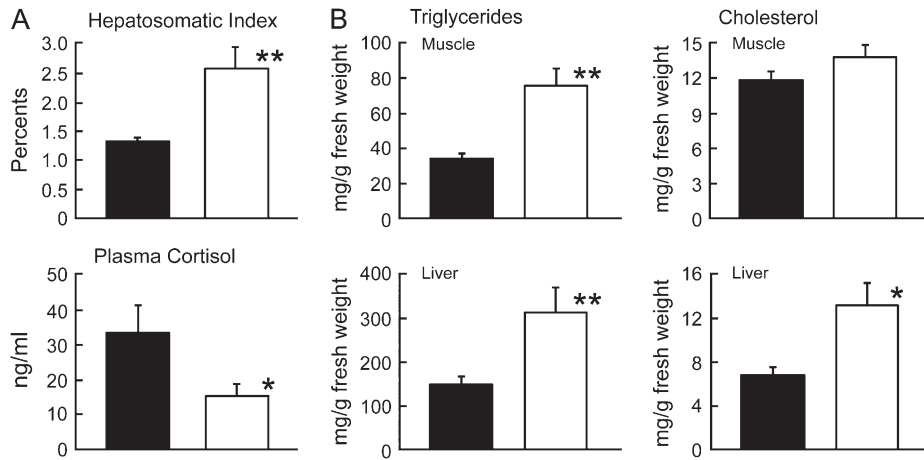 A
Hepatosomatic Index
Percents
3.0
2.5
2.0
1.5
1.0
0.5
0
**
Plasma Cortisol
ng/ml
50
40
30
20
10
0
*
B
Triglycerides
Muscle
mg/g fresh weight
100
80
60
40
20
0
**
Liver
mg/g fresh weight
400
300
200
100
0
**
Cholesterol
Muscle
mg/g fresh weight
15
12
9
6
3
0
Liver
mg/g fresh weight
16
12
8
4
0
*